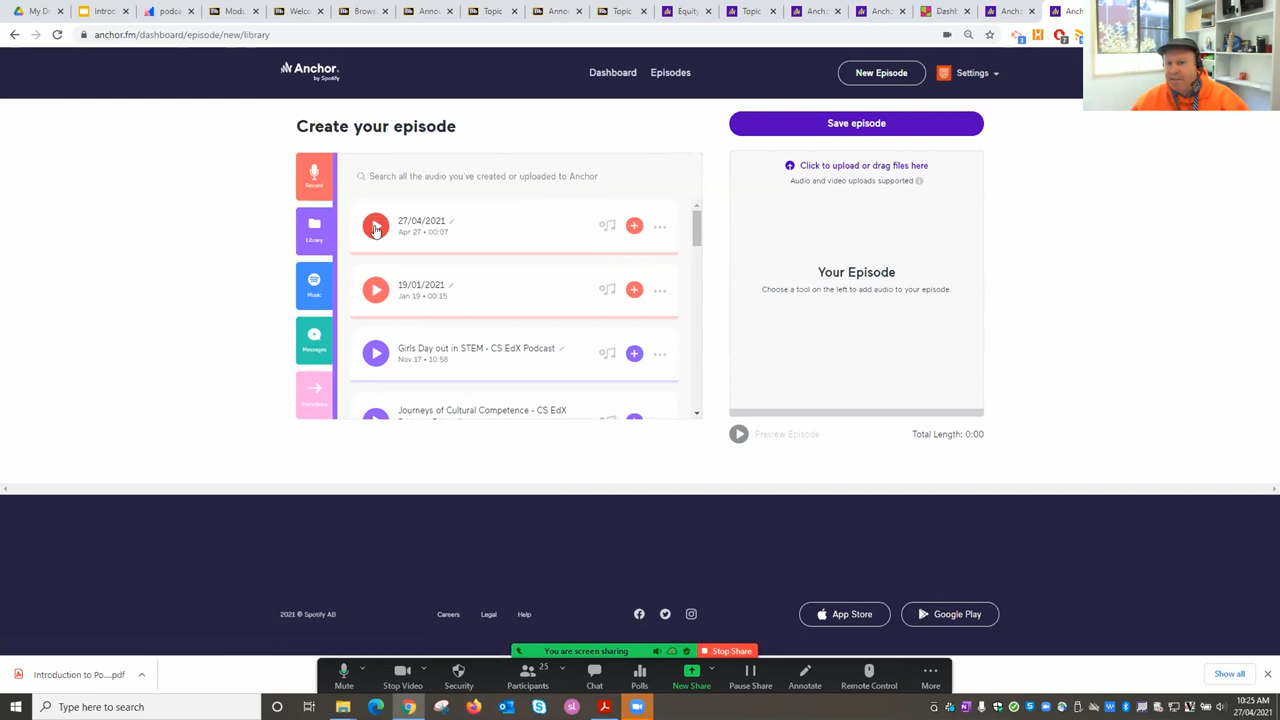 My D
Introd
podca
Modu
Welco
Brows
Annou
Annou
Topic
Topic
Equity
Topic
Ancho
Ancho
Dashb
Ancho
Anch
anchor.fm/dashboard/episode/new/library
Anchor
by Spotify
Dashboard
Episodes
New Episode
Settings
Create your episode
Save episode
Record
Library
Music
Messages
Transitions
Search all the audio you've created or uploaded to Anchor
27/04/2021
Apr 27 • 00:07
19/01/2021
Jan 19 • 00:15
Girls Day out in STEM - CS EdX Podcast
Nov 17 • 10:58
Journeys of Cultural Competence - CS EdX
Click to upload or drag files here
Audio and video uploads supported
Your Episode
Choose a tool on the left to add audio to your episode.
Preview Episode
Total Length: 0:00
2021 © Spotify AB
Careers
Legal
Help
App Store
Google Play
You are screen sharing
Stop Share
Introduction to Po....pdf
Mute
Stop Video
Security
25
Participants
Chat
Polls
New Share
Pause Share
Annotate
Remote Control
More
Show all
Type here to search
10:25 AM
27/04/2021